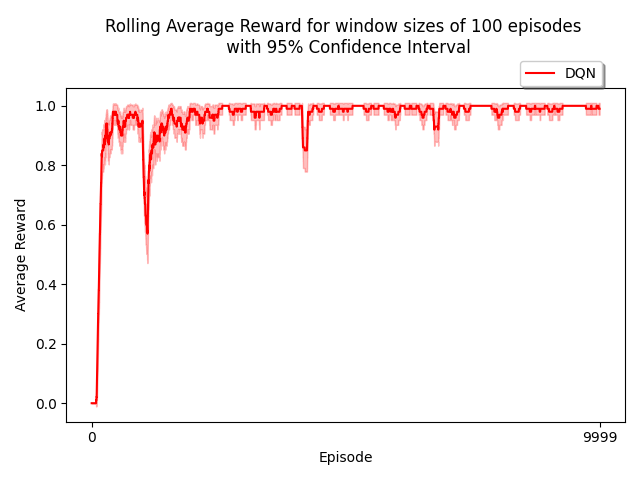 Rolling Average Reward for window sizes of 100 episodes
with 95% Confidence Interval
DQN
1.0
0.8
0.6
0.4
0.2
0.0
Average Reward
0
9999
Episode